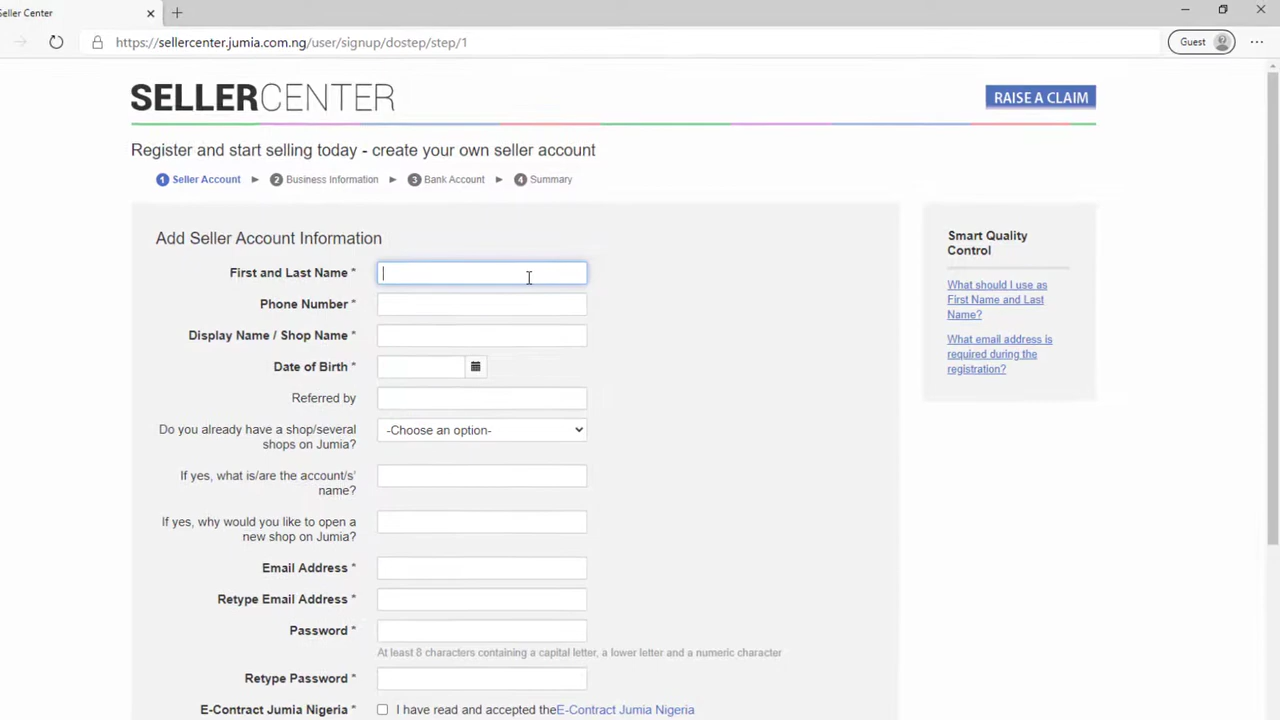 Seller Center
https://sellercenter.jumia.com.ng/user/signup/dostep/step/1
Guest
SELLERCENTER
RAISE A CLAIM
Register and start selling today - create your own seller account
1 Seller Account
2 Business Information
3 Bank Account
4 Summary
Add Seller Account Information
First and Last Name *
Phone Number *
Display Name / Shop Name *
Date of Birth *
Referred by
Do you already have a shop/several
shops on Jumia?
-Choose an option-
If yes, what is/are the account/s'
name?
If yes, why would you like to open a
new shop on Jumia?
Email Address *
Retype Email Address *
Password *
At least 8 characters containing a capital letter, a lower letter and a numeric character
Retype Password *
E-Contract Jumia Nigeria *
I have read and accepted theE-Contract Jumia Nigeria
Smart Quality
Control
What should I use as
First Name and Last
Name?
What email address is
required during the
registration?